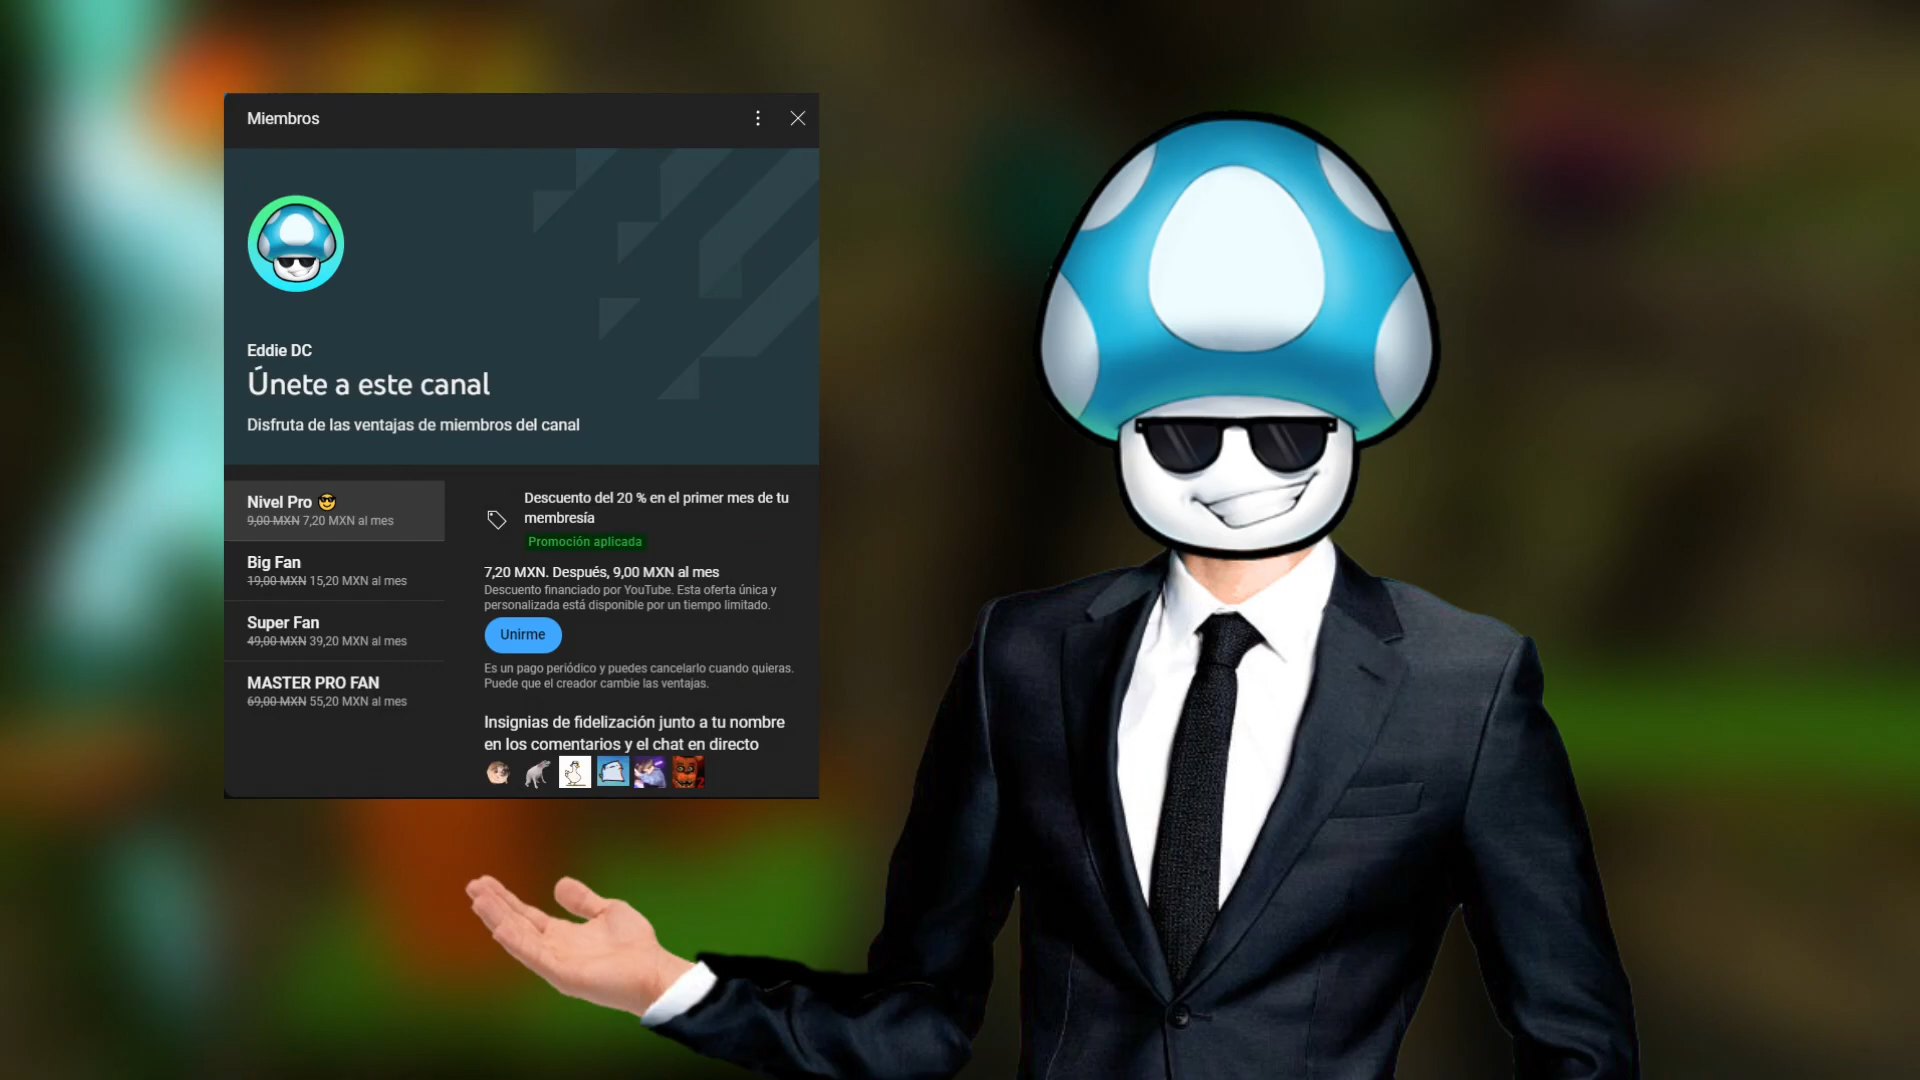 Miembros
Eddie DC
Únete a este canal
Disfruta de las ventajas de miembros del canal
Nivel Pro 😎
9,00 MXN 7,20 MXN al mes
Big Fan
19,00 MXN 15,20 MXN al mes
Super Fan
49,00 MXN 39,20 MXN al mes
MASTER PRO FAN
69,00 MXN 55,20 MXN al mes
Descuento del 20 % en el primer mes de tu
membresía
Promoción aplicada
7,20 MXN. Después, 9,00 MXN al mes
Descuento financiado por YouTube. Esta oferta única y
personalizada está disponible por un tiempo limitado.
Unirme
Es un pago periódico y puedes cancelarlo cuando quieras.
Puede que el creador cambie las ventajas.
Insignias de fidelización junto a tu nombre
en los comentarios y el chat en directo
2